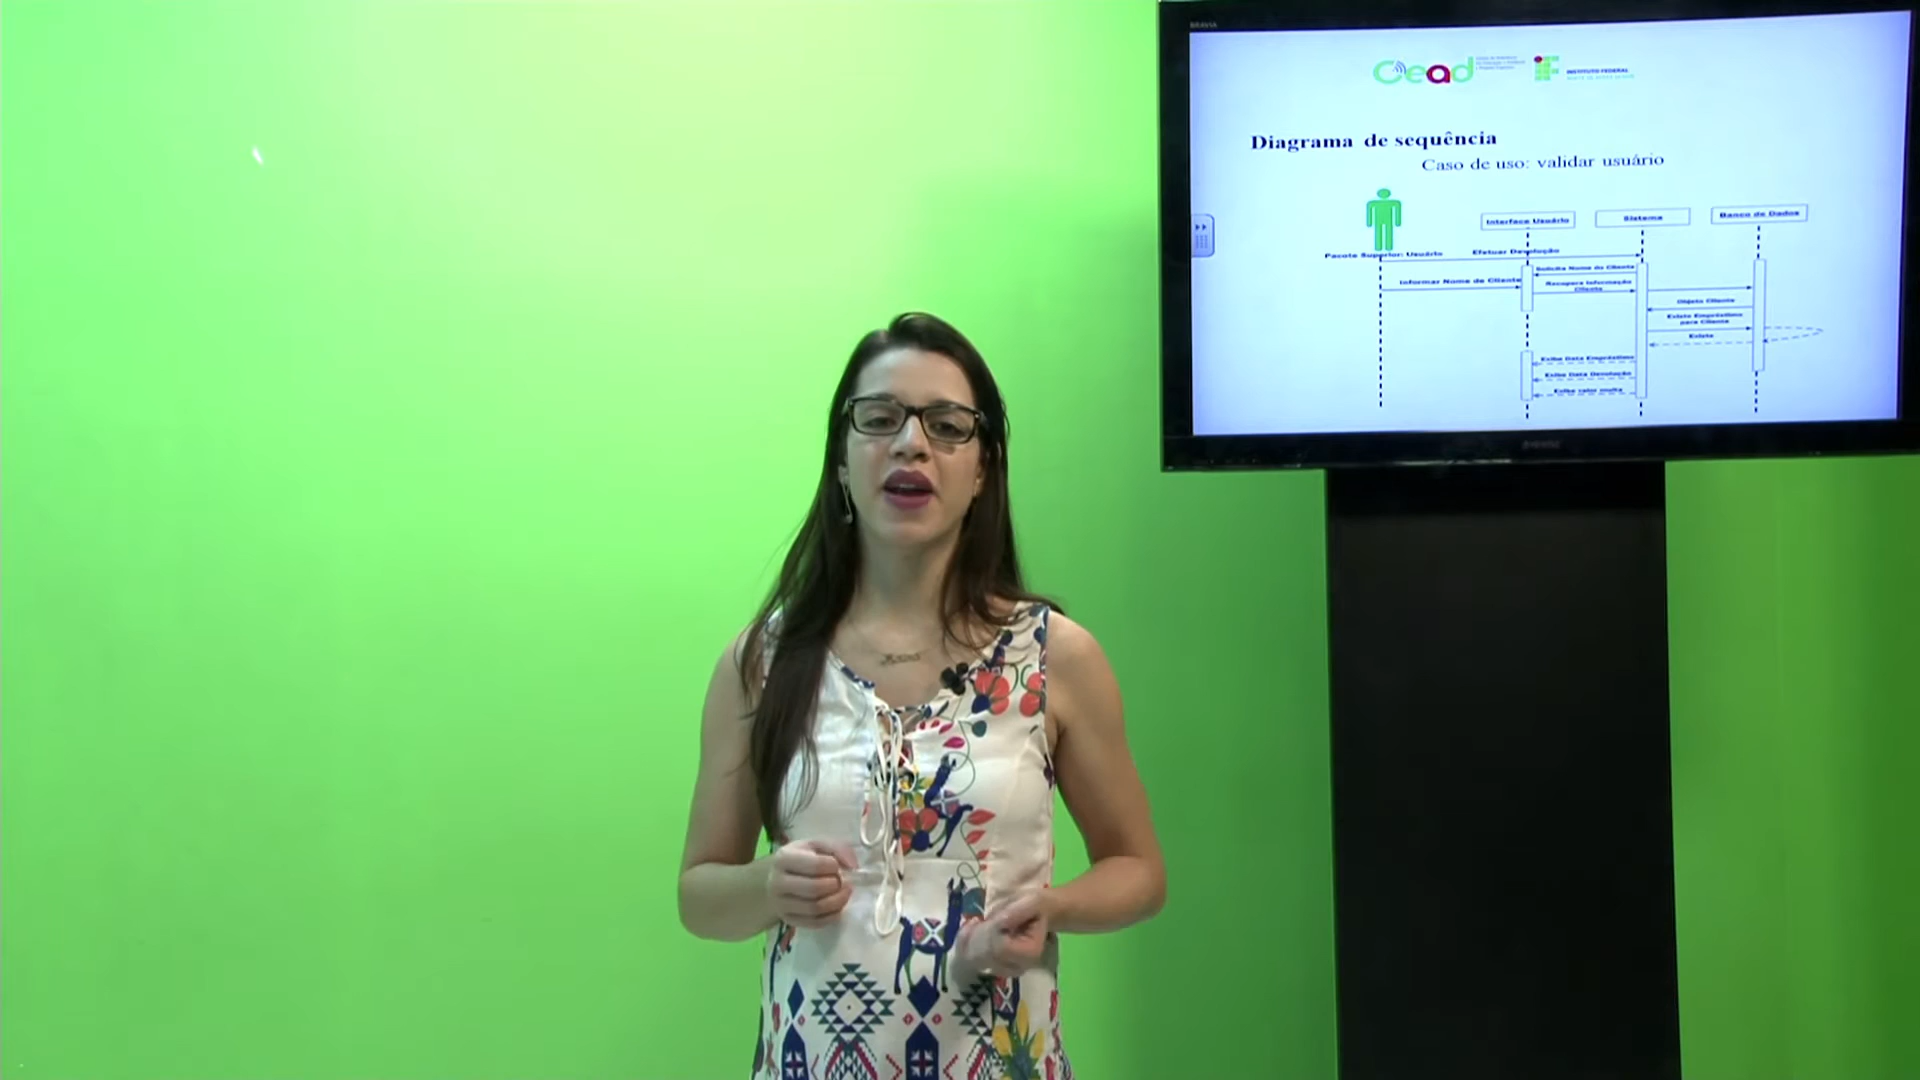 BRAVIA
Cead
INSTITUTO FEDERAL
Diagrama de sequência
Caso de uso: validar usuário
Interface Usuário
Sistema
Banco de Dados
Pacote Superior: Usuário
Efetuar Devolução
Solicita Nome do Cliente
Informar Nome de Cliente
Recupera Informação
Cliente
Objeto Cliente
Existe Empréstimo
para Cliente
Existe
Exibe Data Empréstimo
Exibe Data Devolução
Exibe valor multa